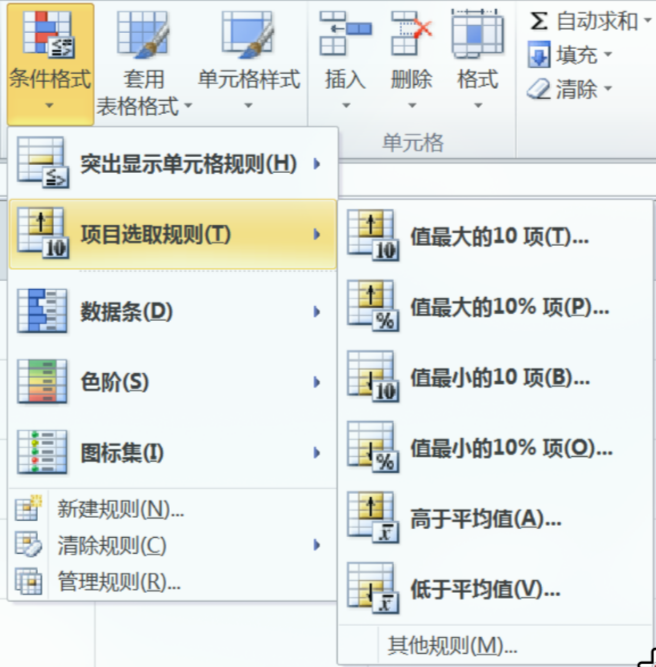 条件格式
套用
表格格式
单元格样式
插入
删除
格式
Σ 自动求和
填充
清除
单元格
突出显示单元格规则(H)
项目选取规则(T)
数据条(D)
色阶(S)
图标集(I)
新建规则(N)...
清除规则(C)
管理规则(R)...
值最大的10 项(T)...
值最大的10% 项(P)...
值最小的10 项(B)...
值最小的10% 项(O)...
高于平均值(A)...
低于平均值(V)...
其他规则(M)...